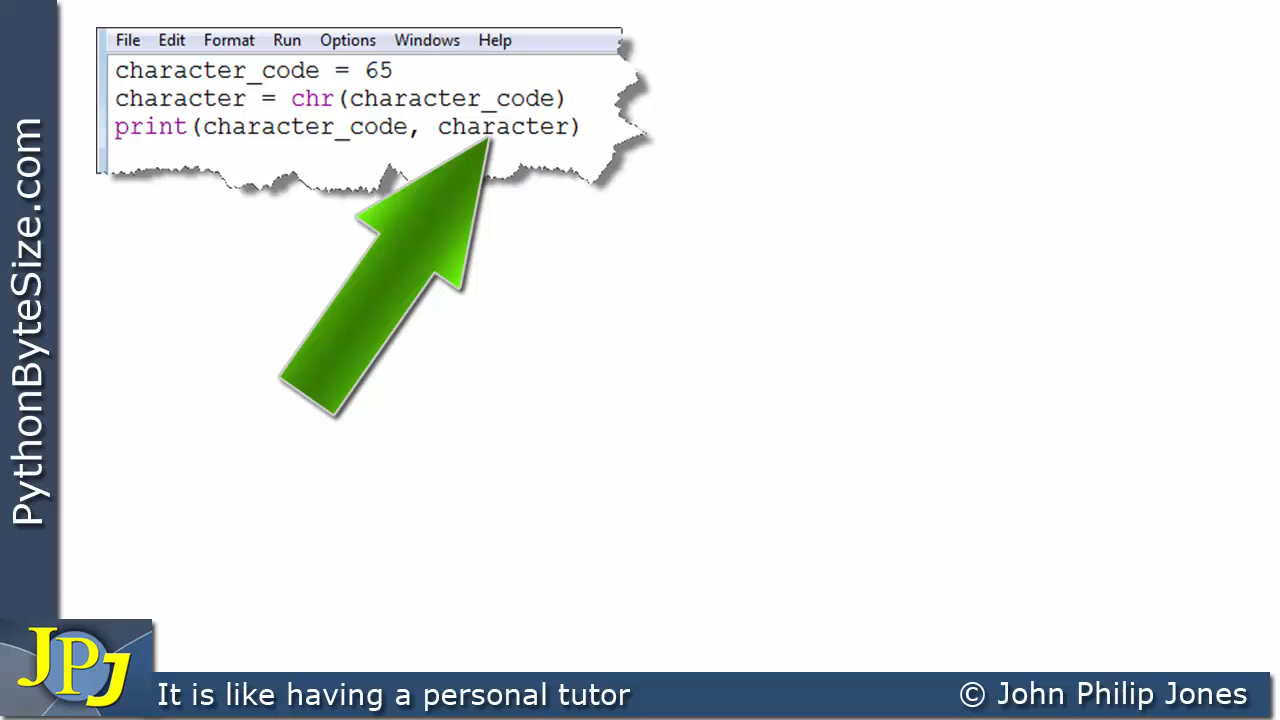 File Edit Format Run Options Windows Help
character_code = 65
character = chr(character_code)
print(character_code, character)
PythonByteSize.com
JPJ
It is like having a personal tutor
© John Philip Jones